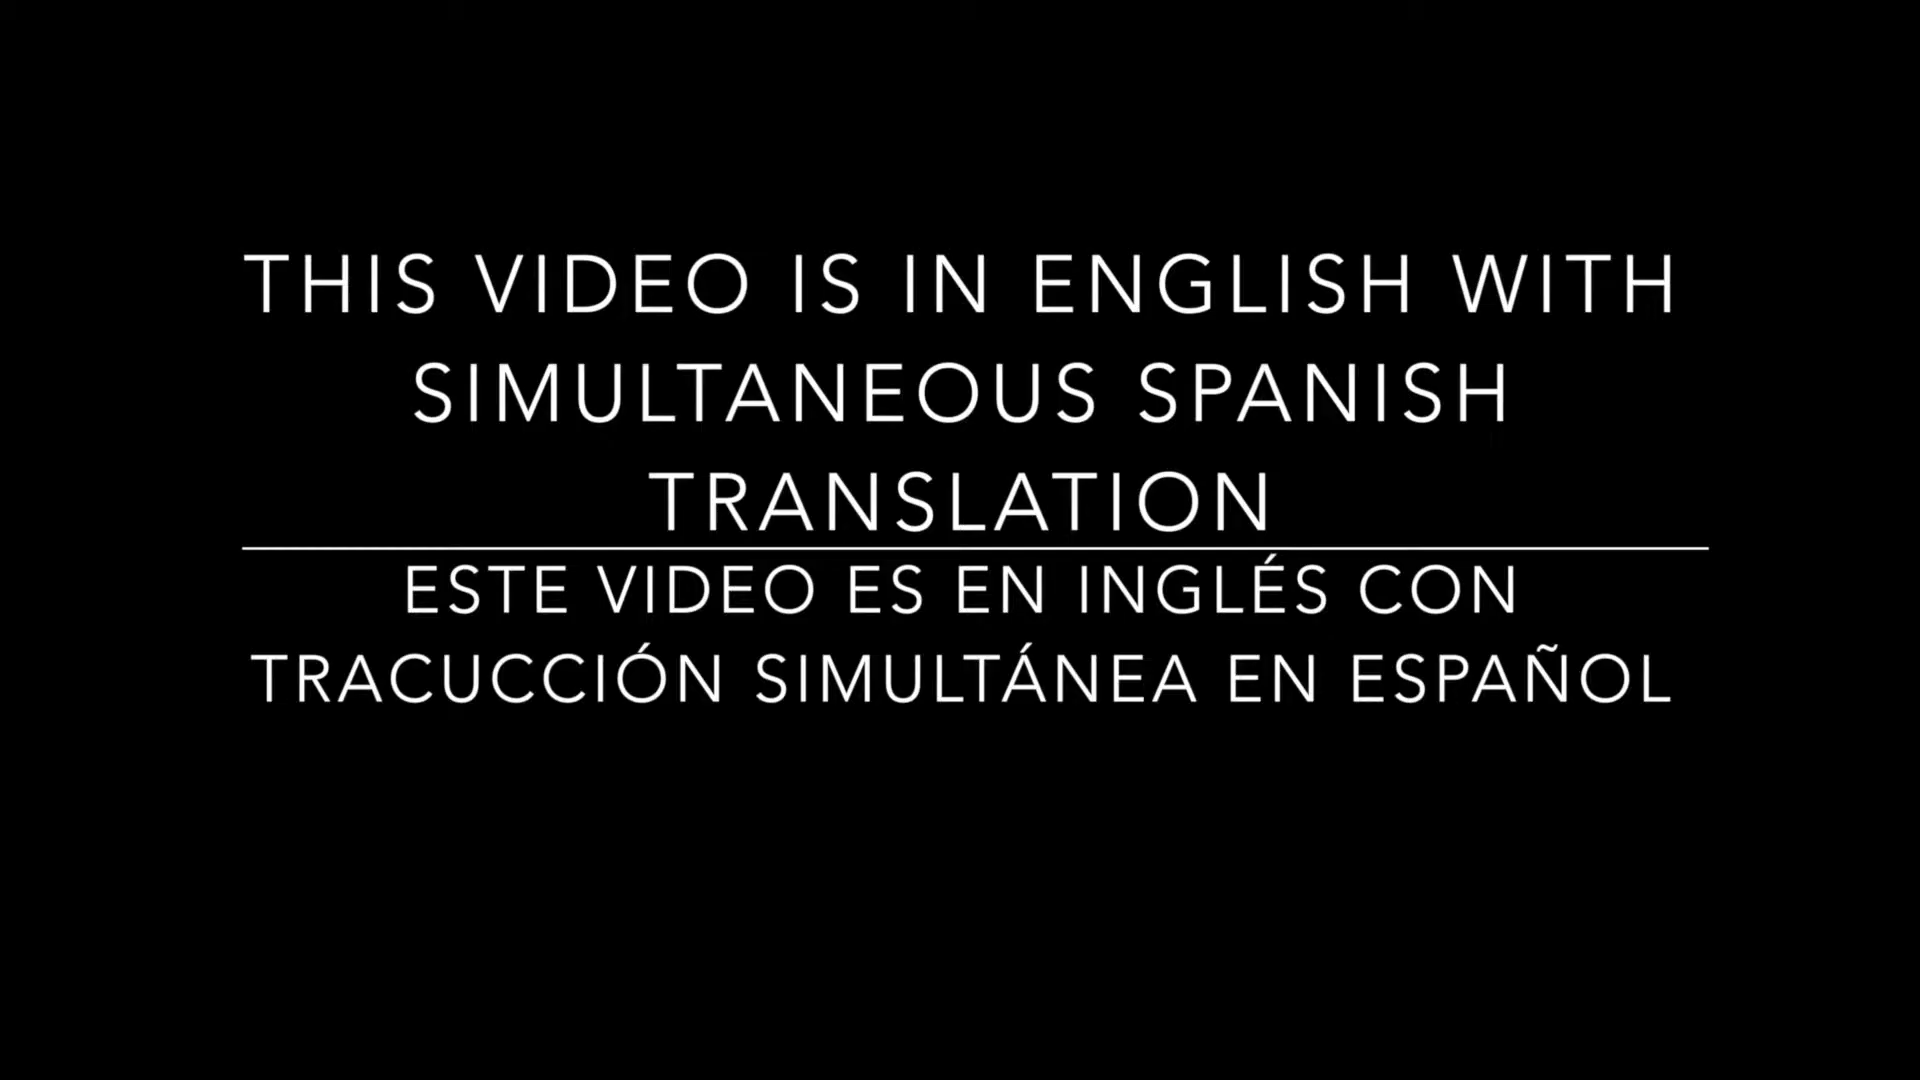 THIS VIDEO IS IN ENGLISH WITH
SIMULTANEOUS SPANISH
TRANSLATION
ESTE VIDEO ES EN INGLÉS CON
TRACUCCIÓN SIMULTÁNEA EN ESPAÑOL